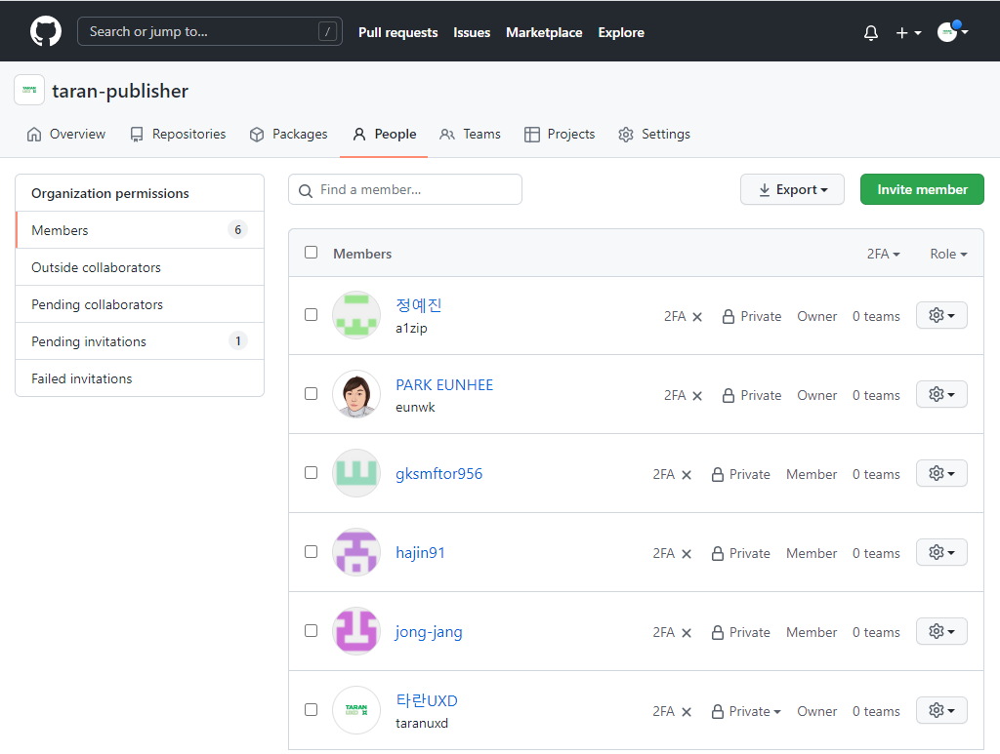 Search or jump to... / Pull requests Issues Marketplace Explore
taran-publisher
Overview Repositories Packages People Teams Projects Settings
Organization permissions
Members 6
Outside collaborators
Pending collaborators
Pending invitations 1
Failed invitations
Find a member... Export Invite member
Members 2FA Role
정예진
a1zip
2FA Private Owner 0 teams
PARK EUNHEE
eunwk
2FA Private Owner 0 teams
gksmftor956 2FA Private Member 0 teams
hajin91 2FA Private Member 0 teams
jong-jang 2FA Private Member 0 teams
TARAN
타란UXD
taranuxd
2FA Private Owner 0 teams